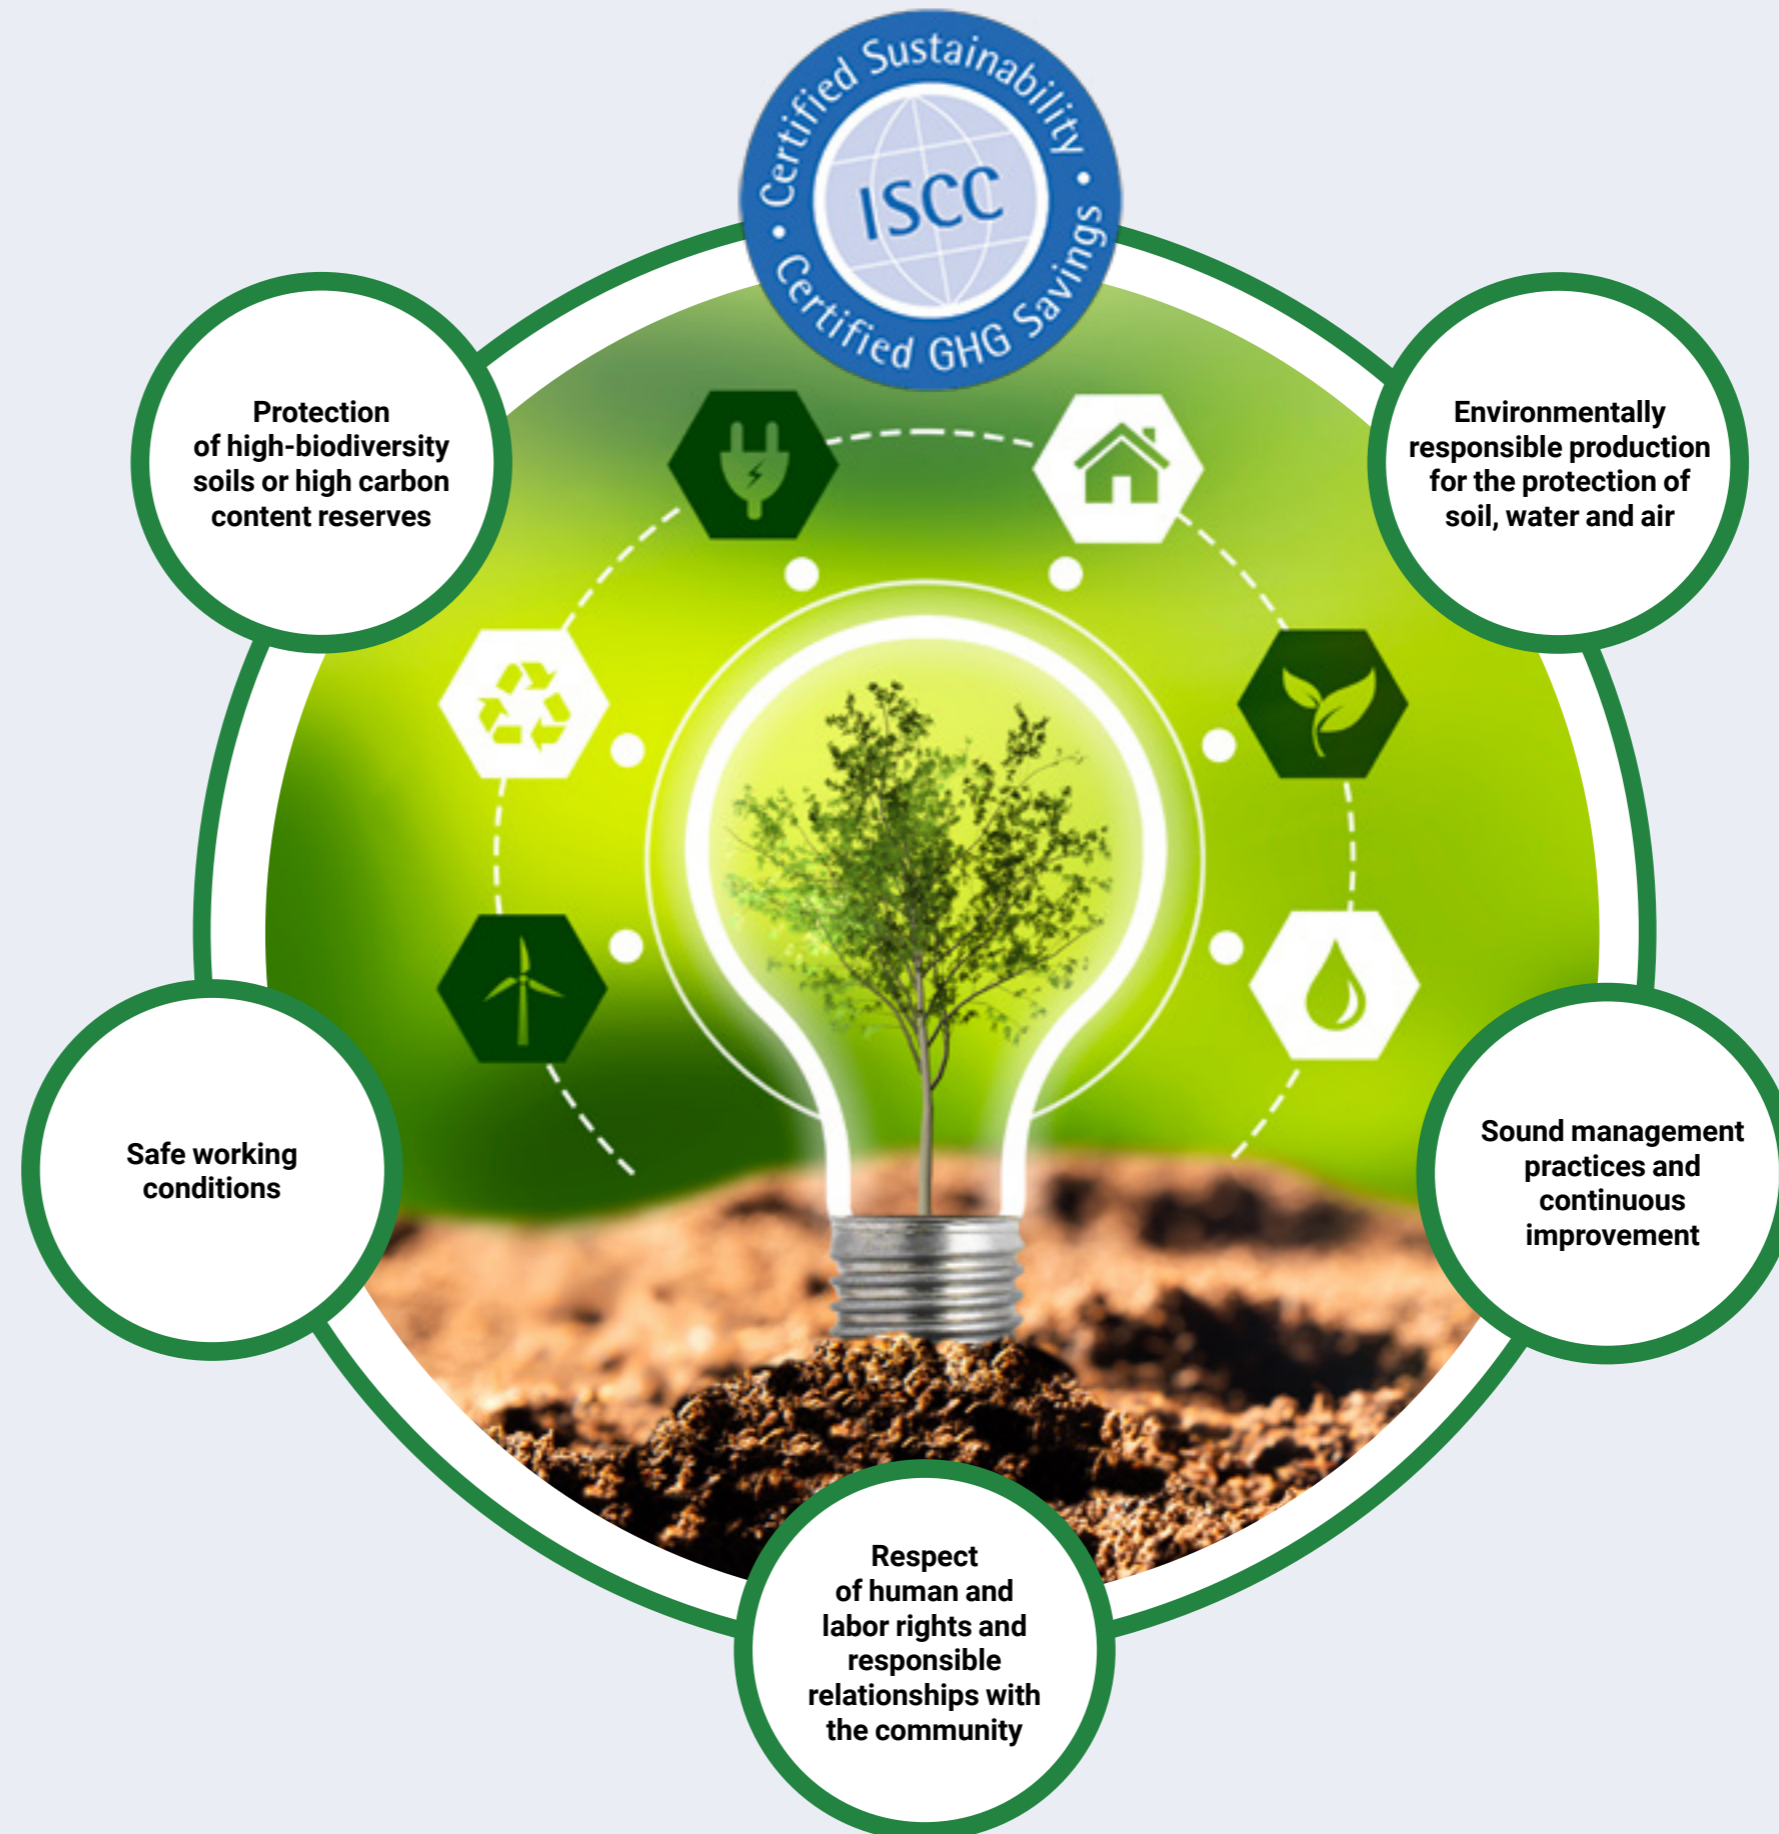 Certified Sustainability
ISCC
Certified GHG Savings
Protection
of high-biodiversity
soils or high carbon
content reserves
Environmentally
responsible production
for the protection of
soil, water and air
Safe working
conditions
Sound management
practices and
continuous
improvement
Respect
of human and
labor rights and
responsible
relationships with
the community